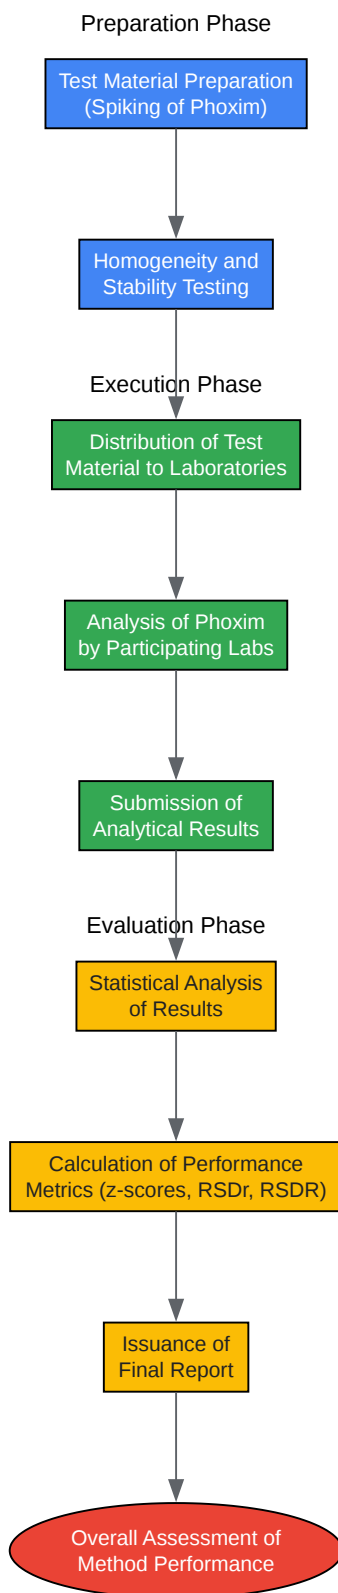 Preparation Phase
Test Material Preparation
(Spiking of Phoxim)
Homogeneity and
Stability Testing
Execution Phase
Distribution of Test
Material to Laboratories
Analysis of Phoxim
by Participating Labs
Submission of
Analytical Results
Evaluation Phase
Statistical Analysis
of Results
Calculation of Performance
Metrics (z-scores, RSDr, RSDR)
Issuance of
Final Report
Overall Assessment of
Method Performance